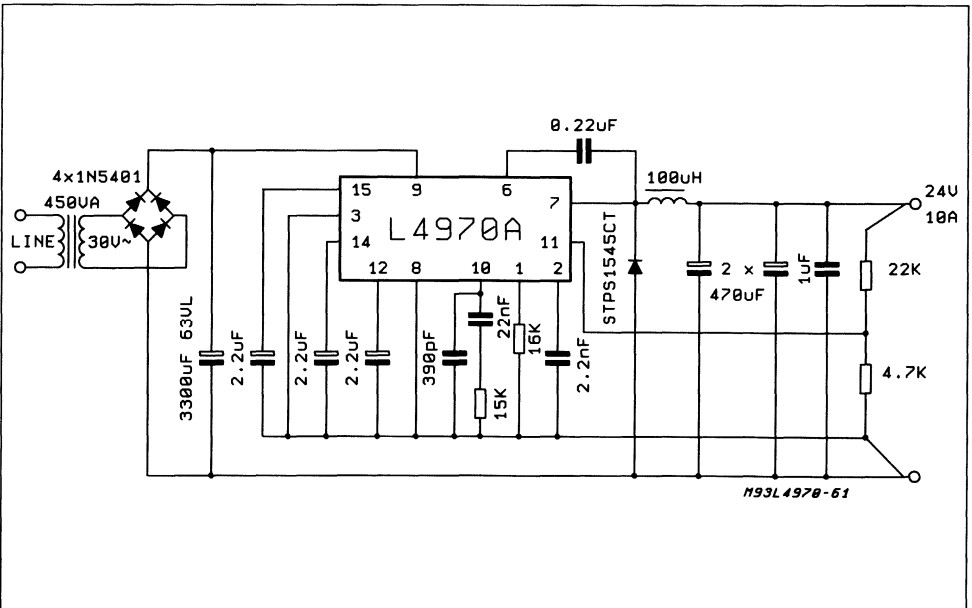 0.22uF
4x1N5401
100uH
15
9
6
450VA
24V
3
7
L4970A
10A
LINE
30V~
14
11
12
8
10
1
2
STPS1545CT
2 x
470uF
1uF
22K
3300uF 63VL
2.2uF
2.2uF
2.2uF
390pF
22nF
16K
2.2nF
15K
4.7K
M93L4970-61